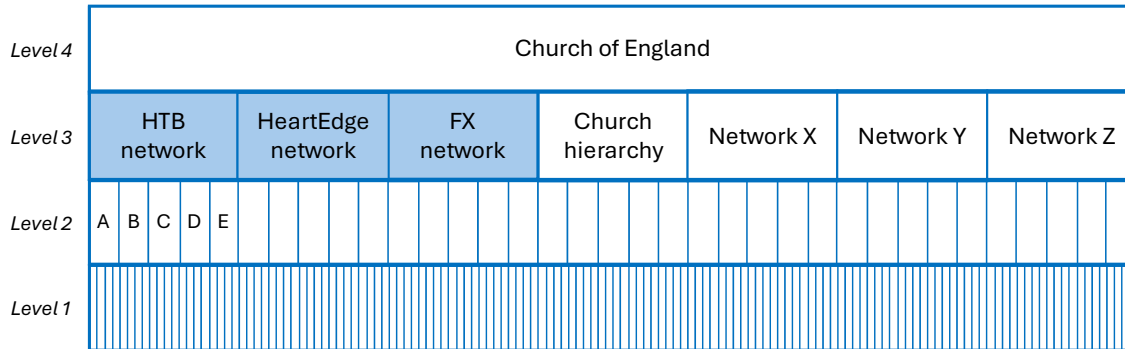 Level 4
Church of England
Level 3
HTB network
HeartEdge network
FX network
Church hierarchy
Network X
Network Y
Network Z
Level 2
A
B
C
D
E
Level 1